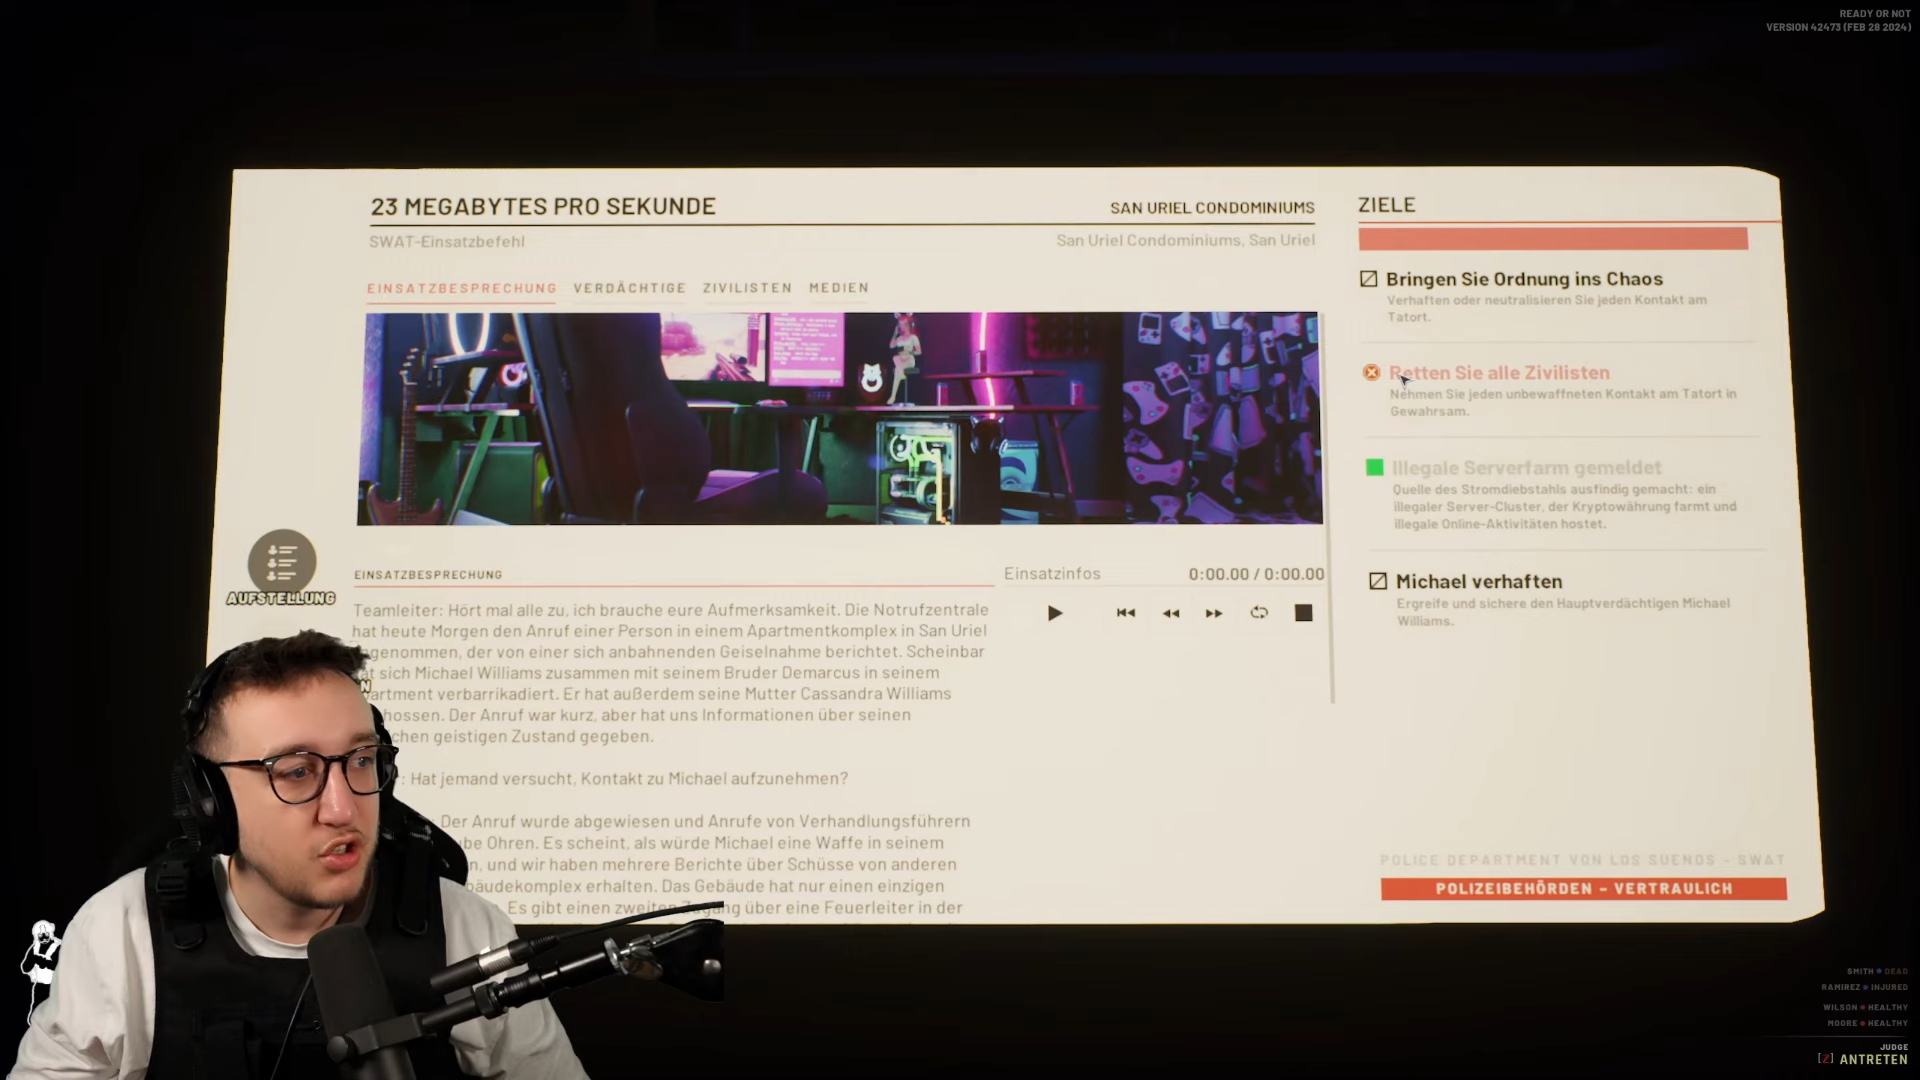 READY OR NOT
VERSION 42473 (FEB 28 2024)
23 MEGABYTES PRO SEKUNDE
SAN URIEL CONDOMINIUMS
SWAT-Einsatzbefehl
San Uriel Condominiums, San Uriel
EINSATZBESPRECHUNG VERDÄCHTIGE ZIVILISTEN MEDIEN
AUFSTELLUNG
EINSATZBESPRECHUNG
Teamleiter: Hört mal alle zu, ich brauche eure Aufmerksamkeit. Die Notrufzentrale
hat heute Morgen den Anruf einer Person in einem Apartmentkomplex in San Uriel
genommen, der von einer sich anbahnenden Geiselnahme berichtet. Scheinbar
at sich Michael Williams zusammen mit seinem Bruder Demarcus in seinem
partment verbarrikadiert. Er hat außerdem seine Mutter Cassandra Williams
hossen. Der Anruf war kurz, aber hat uns Informationen über seinen
chen geistigen Zustand gegeben.
: Hat jemand versucht, Kontakt zu Michael aufzunehmen?
Der Anruf wurde abgewiesen und Anrufe von Verhandlungsführern
be Ohren. Es scheint, als würde Michael eine Waffe in seinem
n, und wir haben mehrere Berichte über Schüsse von anderen
bäudekomplex erhalten. Das Gebäude hat nur einen einzigen
. Es gibt einen zweiten Zugang über eine Feuerleiter in der
Einsatzinfos
0:00.00 / 0:00.00
ZIELE
Bringen Sie Ordnung ins Chaos
Verhaften oder neutralisieren Sie jeden Kontakt am
Tatort.
Retten Sie alle Zivilisten
Nehmen Sie jeden unbewaffneten Kontakt am Tatort in
Gewahrsam.
Illegale Serverfarm gemeldet
Quelle des Stromdiebstahls ausfindig gemacht: ein
illegaler Server-Cluster, der Kryptowährung farmt und
illegale Online-Aktivitäten hostet.
Michael verhaften
Ergreife und sichere den Hauptverdächtigen Michael
Williams.
POLICE DEPARTMENT VON LOS SUENOS - SWAT
POLIZEIBEHÖRDEN - VERTRAULICH
SMITH DEAD
RAMIREZ INJURED
WILSON HEALTHY
MOORE HEALTHY
JUDGE
[Z] ANTRETEN